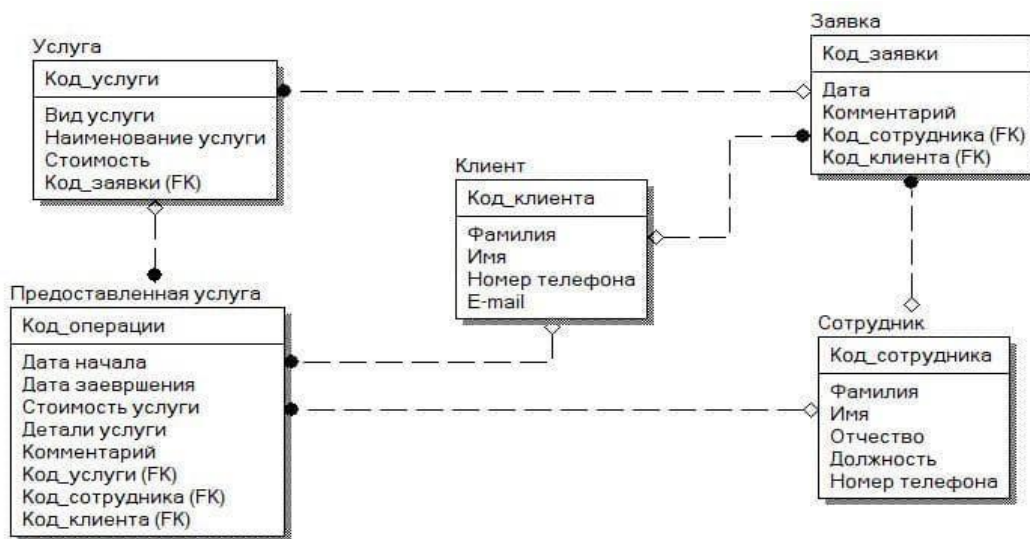 Услуга
Код_услуги
Вид услуги
Наименование услуги
Стоимость
Код_заявки (FK)
Заявка
Код_заявки
Дата
Комментарий
Код_сотрудника (FK)
Код_клиента (FK)
Клиент
Код_клиента
Фамилия
Имя
Номер телефона
E-mail
Предоставленная услуга
Код_операции
Дата начала
Дата заевршения
Стоимость услуги
Детали услуги
Комментарий
Код_услуги (FK)
Код_сотрудника (FK)
Код_клиента (FK)
Сотрудник
Код_сотрудника
Фамилия
Имя
Отчество
Должность
Номер телефона